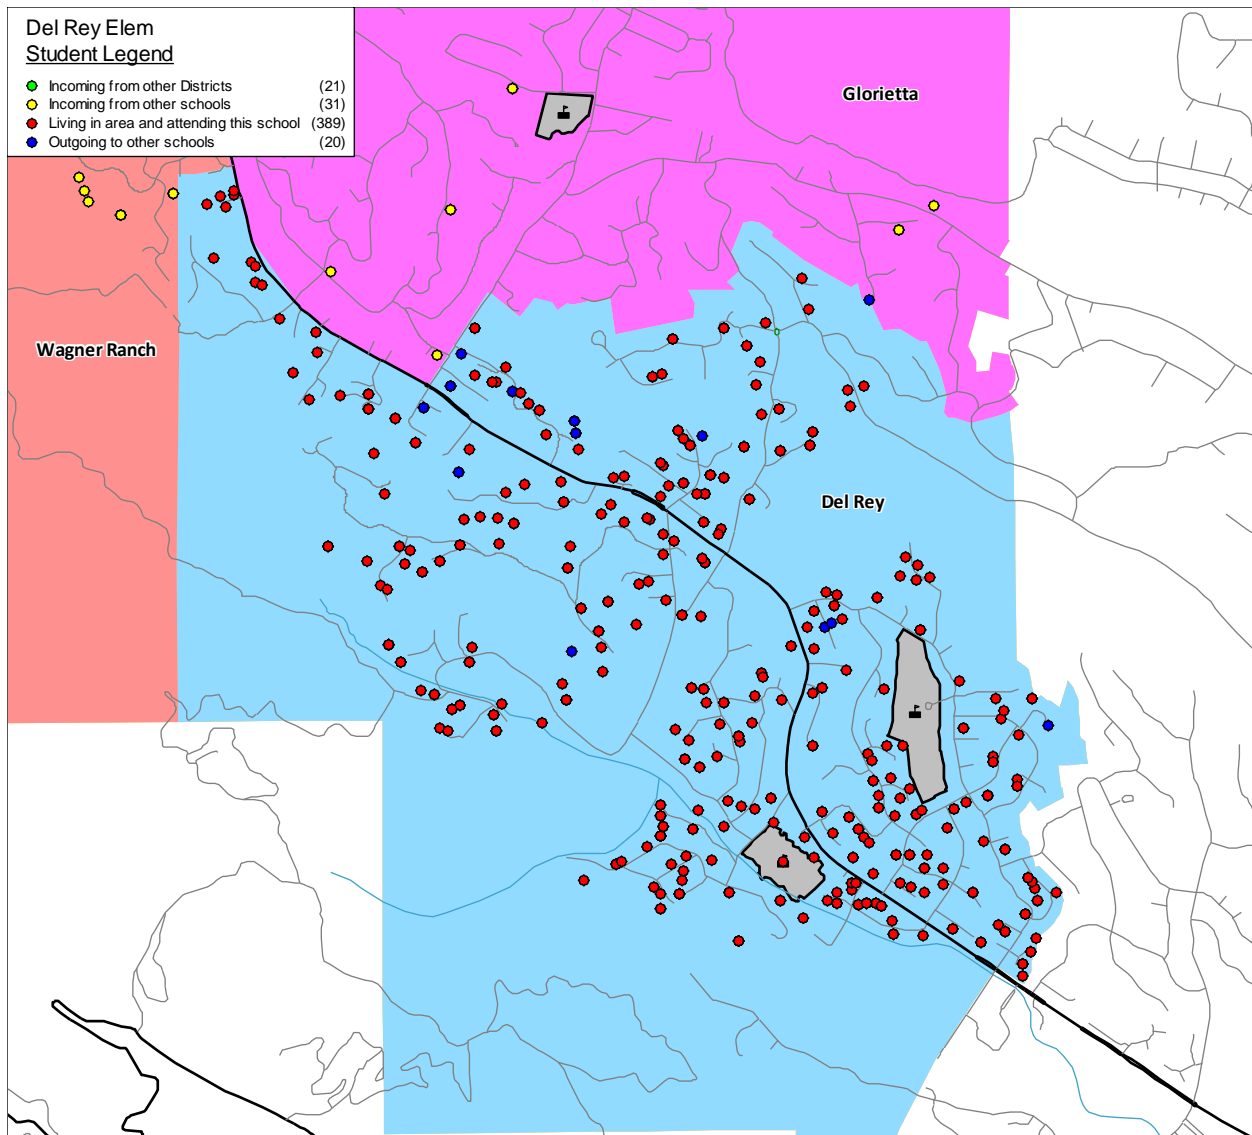 Del Rey Elem
Student Legend
Incoming from other Districts (21)
Incoming from other schools (31)
Living in area and attending this school (389)
Outgoing to other schools (20)
Glorietta
Wagner Ranch
Del Rey